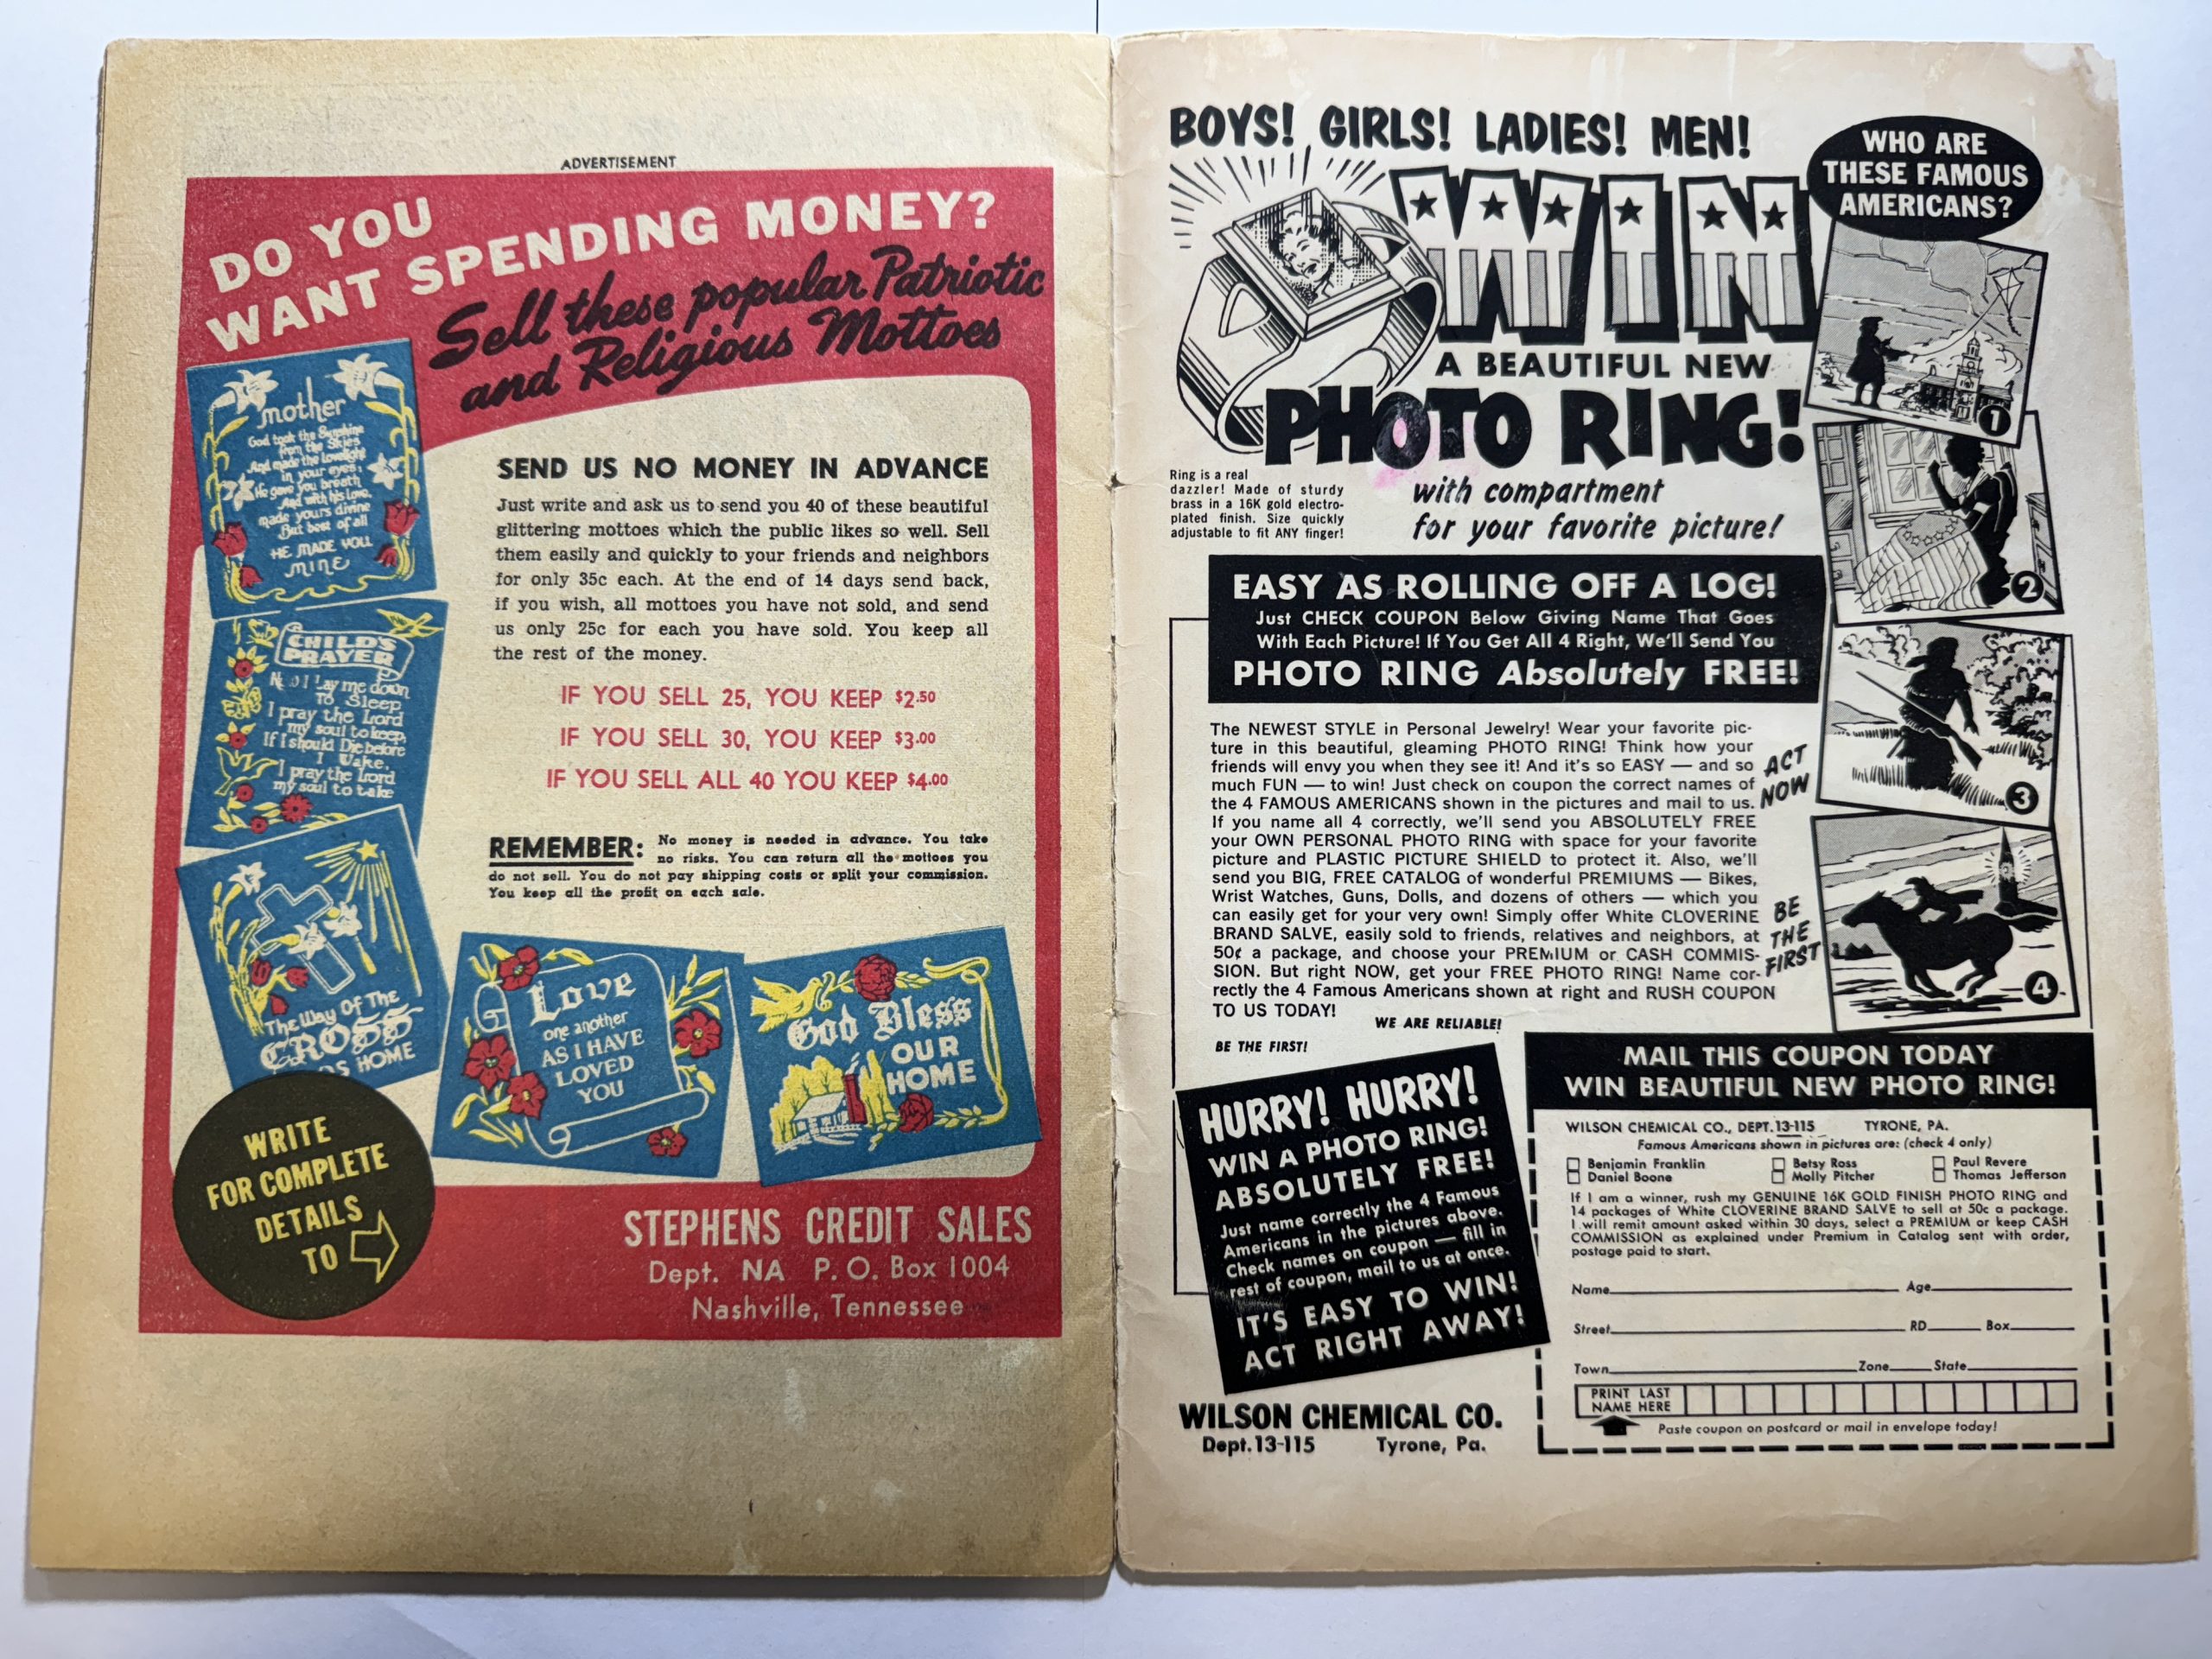 ADVERTISEMENT
DO YOU
WANT SPENDING MONEY?
Sell these popular Patriotic
and Religious Mottoes
mother
God took the Sunshine
from the Skies
And made the Lovelight
in your eyes;
He gave you breath
And with his Love,
made yours divine
But best of all
HE MADE YOU
MINE
CHILD'S
PRAYER
Now I Lay me down
To Sleep
I pray the Lord
my soul to keep,
If I should Die before
I Wake,
I pray the Lord
my soul to take
The Way Of The
CROSS
DS HOME
SEND US NO MONEY IN ADVANCE
Just write and ask us to send you 40 of these beautiful
glittering mottoes which the public likes so well. Sell
them easily and quickly to your friends and neighbors
for only 35c each. At the end of 14 days send back,
if you wish, all mottoes you have not sold, and send
us only 25c for each you have sold. You keep all
the rest of the money.
IF YOU SELL 25, YOU KEEP $2.50
IF YOU SELL 30, YOU KEEP $3.00
IF YOU SELL ALL 40 YOU KEEP $4.00
REMEMBER: No money is needed in advance. You take
no risks. You can return all the mottoes you
do not sell. You do not pay shipping costs or split your commission.
You keep all the profit on each sale.
Love
one another
AS I HAVE
LOVED
YOU
God Bless
OUR
HOME
WRITE
FOR COMPLETE
DETAILS
TO
STEPHENS CREDIT SALES
Dept. NA P. O. Box 1004
Nashville, Tennessee
BOYS! GIRLS! LADIES! MEN!
WIN
A BEAUTIFUL NEW
PHOTO RING!
with compartment
for your favorite picture!
Ring is a real
dazzler! Made of sturdy
brass in a 16K gold electro-
plated finish. Size quickly
adjustable to fit ANY finger!
WHO ARE
THESE FAMOUS
AMERICANS?
1
2
3
4
EASY AS ROLLING OFF A LOG!
Just CHECK COUPON Below Giving Name That Goes
With Each Picture! If You Get All 4 Right, We'll Send You
PHOTO RING Absolutely FREE!
The NEWEST STYLE in Personal Jewelry! Wear your favorite pic-
ture in this beautiful, gleaming PHOTO RING! Think how your
friends will envy you when they see it! And it's so EASY — and so
much FUN — to win! Just check on coupon the correct names of
the 4 FAMOUS AMERICANS shown in the pictures and mail to us.
If you name all 4 correctly, we'll send you ABSOLUTELY FREE
your OWN PERSONAL PHOTO RING with space for your favorite
picture and PLASTIC PICTURE SHIELD to protect it. Also, we'll
send you BIG, FREE CATALOG of wonderful PREMIUMS — Bikes,
Wrist Watches, Guns, Dolls, and dozens of others — which you
can easily get for your very own! Simply offer White CLOVERINE
BRAND SALVE, easily sold to friends, relatives and neighbors, at
50¢ a package, and choose your PREMIUM or CASH COMMIS-
SION. But right NOW, get your FREE PHOTO RING! Name cor-
rectly the 4 Famous Americans shown at right and RUSH COUPON
TO US TODAY!
ACT
NOW
BE
THE
FIRST
WE ARE RELIABLE!
BE THE FIRST!
HURRY! HURRY!
WIN A PHOTO RING!
ABSOLUTELY FREE!
Just name correctly the 4 Famous
Americans in the pictures above.
Check names on coupon — fill in
rest of coupon, mail to us at once.
IT'S EASY TO WIN!
ACT RIGHT AWAY!
WILSON CHEMICAL CO.
Dept. 13-115 Tyrone, Pa.
MAIL THIS COUPON TODAY
WIN BEAUTIFUL NEW PHOTO RING!
WILSON CHEMICAL CO., DEPT. 13-115 TYRONE, PA.
Famous Americans shown in pictures are: (check 4 only)
Benjamin Franklin Betsy Ross Paul Revere
Daniel Boone Molly Pitcher Thomas Jefferson
If I am a winner, rush my GENUINE 16K GOLD FINISH PHOTO RING and
14 packages of White CLOVERINE BRAND SALVE to sell at 50c a package.
I will remit amount asked within 30 days, select a PREMIUM or keep CASH
COMMISSION as explained under Premium in Catalog sent with order,
postage paid to start.
Name Age
Street RD Box
Town Zone State
PRINT LAST
NAME HERE
Paste coupon on postcard or mail in envelope today!